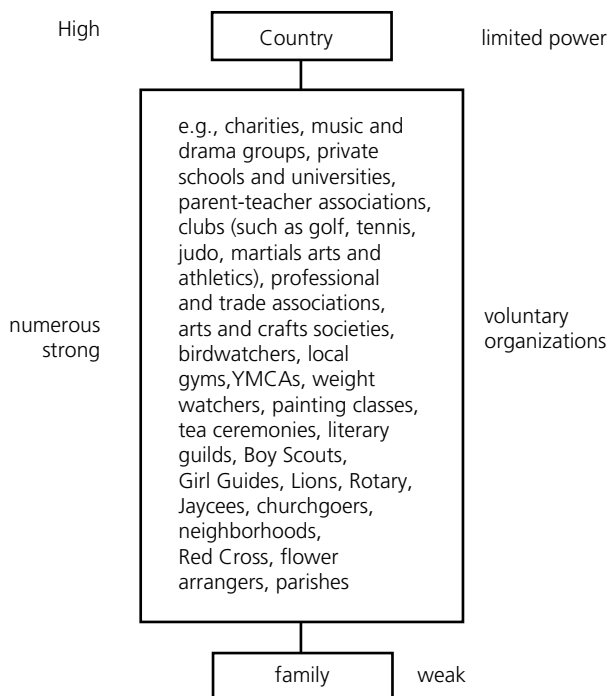 High
Country
limited power
e.g., charities, music and
drama groups, private
schools and universities,
parent-teacher associations,
clubs (such as golf, tennis,
judo, martials arts and
athletics), professional
and trade associations,
arts and crafts societies,
birdwatchers, local
gyms,YMCAs, weight
watchers, painting classes,
tea ceremonies, literary
guilds, Boy Scouts,
Girl Guides, Lions, Rotary,
Jaycees, churchgoers,
neighborhoods,
Red Cross, flower
arrangers, parishes
numerous
strong
voluntary
organizations
family
weak